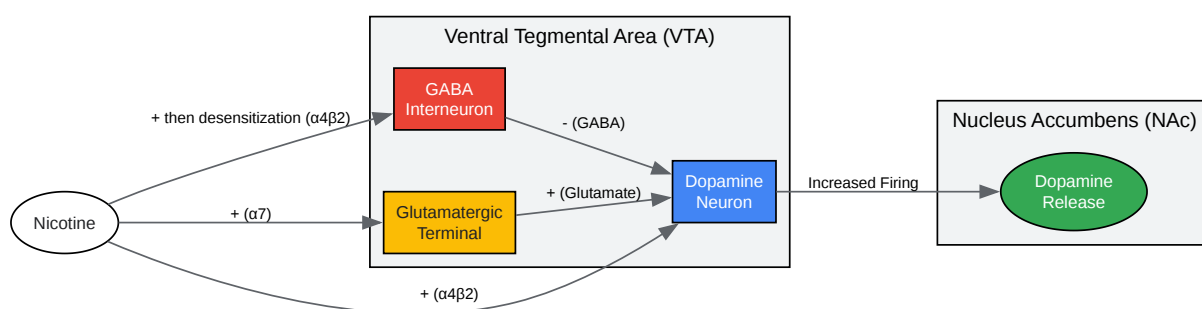 Ventral Tegmental Area (VTA)
GABA
Interneuron
+ then desensitization (α4β2)
- (GABA)
Nucleus Accumbens (NAc)
Dopamine
Neuron
Increased Firing
Dopamine
Release
+ (Glutamate)
Nicotine
+ (α7)
Glutamatergic
Terminal
+ (α4β2)